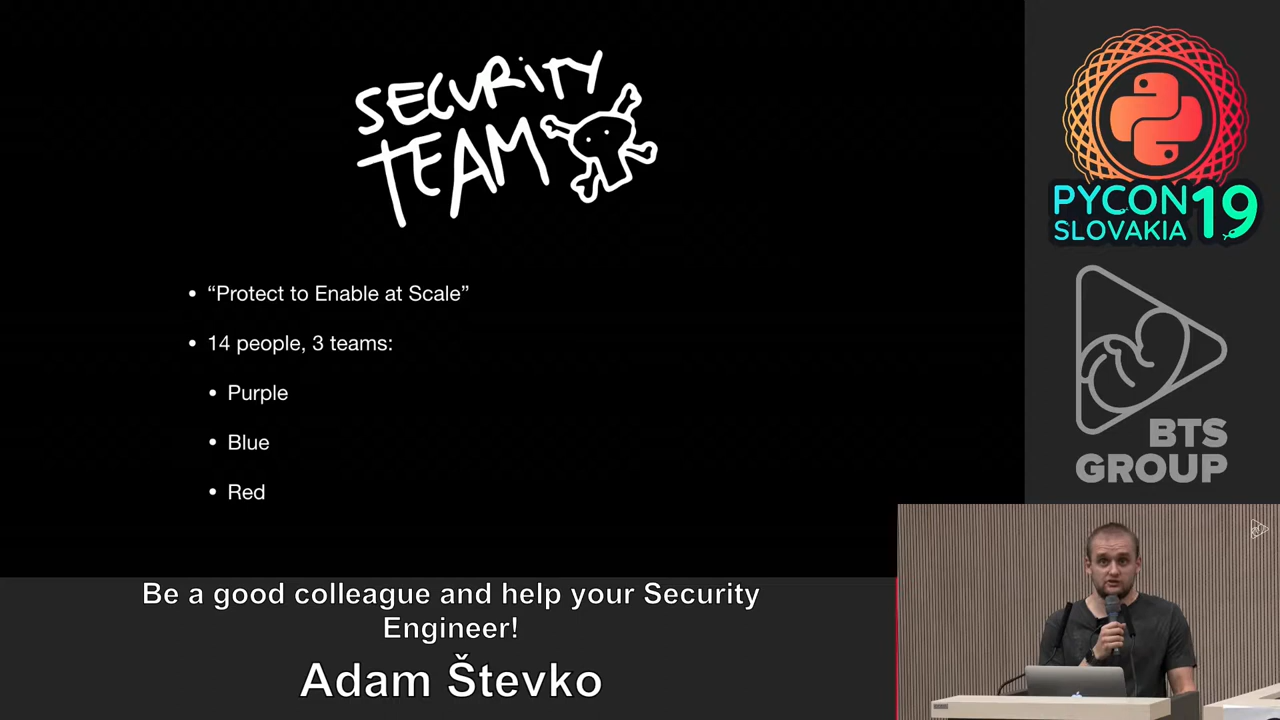 SECURITY
TEAM
• “Protect to Enable at Scale”
• 14 people, 3 teams:
• Purple
• Blue
• Red
PYCON 19
SLOVAKIA
BTS
GROUP
Be a good colleague and help your Security
Engineer!
Adam Števko